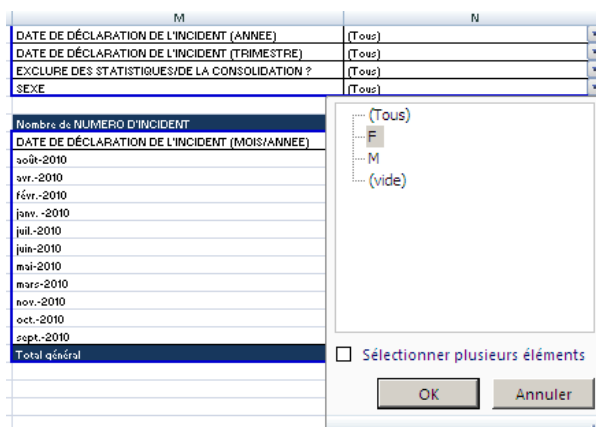 M N
DATE DE DÉCLARATION DE L'INCIDENT (ANNEE) (Tous)
DATE DE DÉCLARATION DE L'INCIDENT (TRIMESTRE) (Tous)
EXCLURE DES STATISTIQUES/DE LA CONSOLIDATION ? (Tous)
SEXE (Tous)
(Tous)
F
M
(vide)
Nombre de NUMERO D'INCIDENT
DATE DE DÉCLARATION DE L'INCIDENT (MOIS/ANNEE)
août-2010
avr.-2010
févr.-2010
janv. -2010
juil.-2010
juin-2010
mai-2010
mars-2010
nov.-2010
oct.-2010
sept.-2010
Total général
Sélectionner plusieurs éléments
OK Annuler